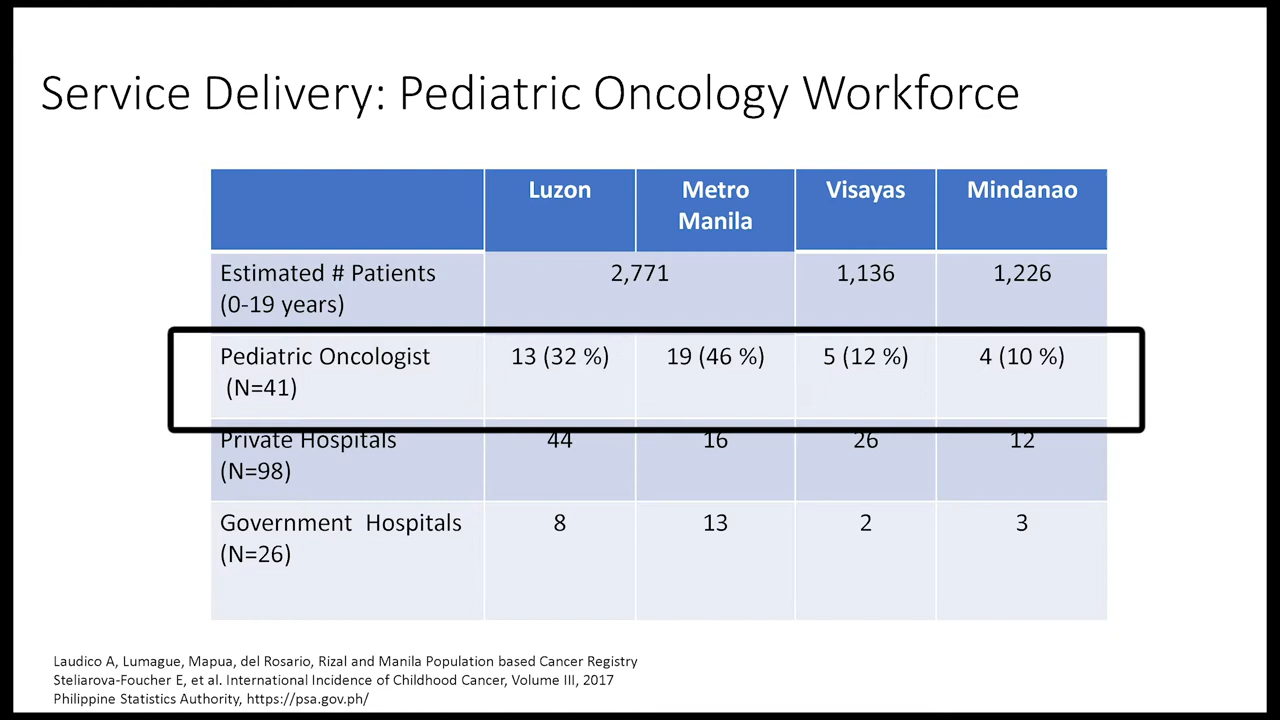 Service Delivery: Pediatric Oncology Workforce
Luzon
Metro
Manila
Visayas
Mindanao
Estimated # Patients
(0-19 years)
2,771
1,136
1,226
Pediatric Oncologist
(N=41)
13 (32 %)
19 (46 %)
5 (12 %)
4 (10 %)
Private Hospitals
(N=98)
44
16
26
12
Government Hospitals
(N=26)
8
13
2
3
Laudico A, Lumague, Mapua, del Rosario, Rizal and Manila Population based Cancer Registry
Steliarova-Foucher E, et al. International Incidence of Childhood Cancer, Volume III, 2017
Philippine Statistics Authority, https://psa.gov.ph/